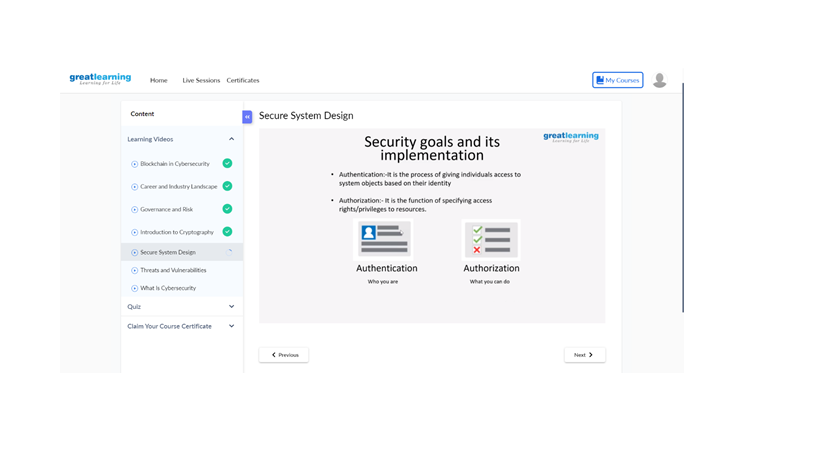 greatlearning
Learning for Life
Home
Live Sessions
Certificates
My Courses
Content
Learning Videos
Blockchain in Cybersecurity
Career and Industry Landscape
Governance and Risk
Introduction to Cryptography
Secure System Design
Threats and Vulnerabilities
What is Cybersecurity
Quiz
Claim Your Course Certificate
Secure System Design
greatlearning
Learning for Life
Security goals and its
implementation
• Authentication:-It is the process of giving individuals access to
system objects based on their identity
• Authorization:- It is the function of specifying access
rights/privileges to resources.
Authentication
Who you are
Authorization
What you can do
Previous
Next